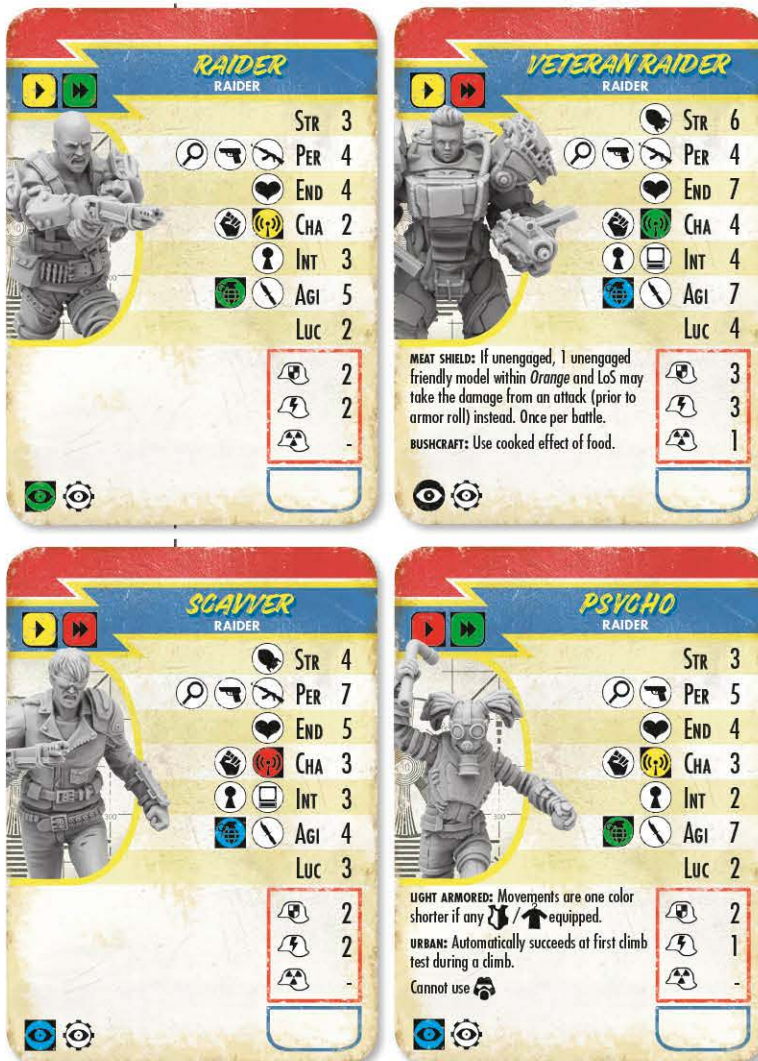 RAIDER
RAIDER
STR 3
PER 4
END 4
CHA 2
INT 3
AGI 5
LUC 2
2
2
-
VETERAN RAIDER
RAIDER
STR 6
PER 4
END 7
CHA 4
INT 4
AGI 7
LUC 4
MEAT SHIELD: If unengaged, 1 unengaged
friendly model within Orange and LoS may
take the damage from an attack (prior to
armor roll) instead. Once per battle.
BUSHCRAFT: Use cooked effect of food.
3
3
1
SCAVVER
RAIDER
STR 4
PER 7
END 5
CHA 3
INT 3
AGI 4
LUC 3
300
2
2
-
PSYCHO
RAIDER
STR 3
PER 5
END 4
CHA 3
INT 2
AGI 7
LUC 2
300
LIGHT ARMORED: Movements are one color
shorter if any / equipped.
URBAN: Automatically succeeds at first climb
test during a climb.
Cannot use
2
1
-